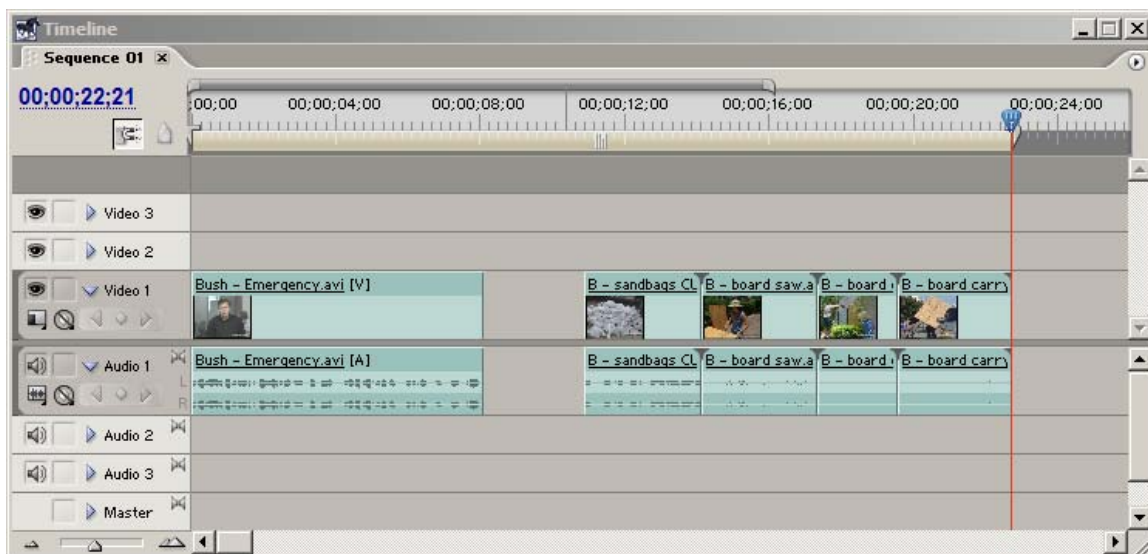 Timeline
Sequence 01
00;00;22;21
;00;00 00;00;04;00 00;00;08;00 00;00;12;00 00;00;16;00 00;00;20;00 00;00;24;00
Video 3
Video 2
Video 1
Bush - Emergency.avi [V] B - sandbags CL B - board saw.a B - board B - board carry
Audio 1
Bush - Emergency.avi [A] B - sandbags CL B - board saw.a B - board B - board carry
L
R
Audio 2
Audio 3
Master